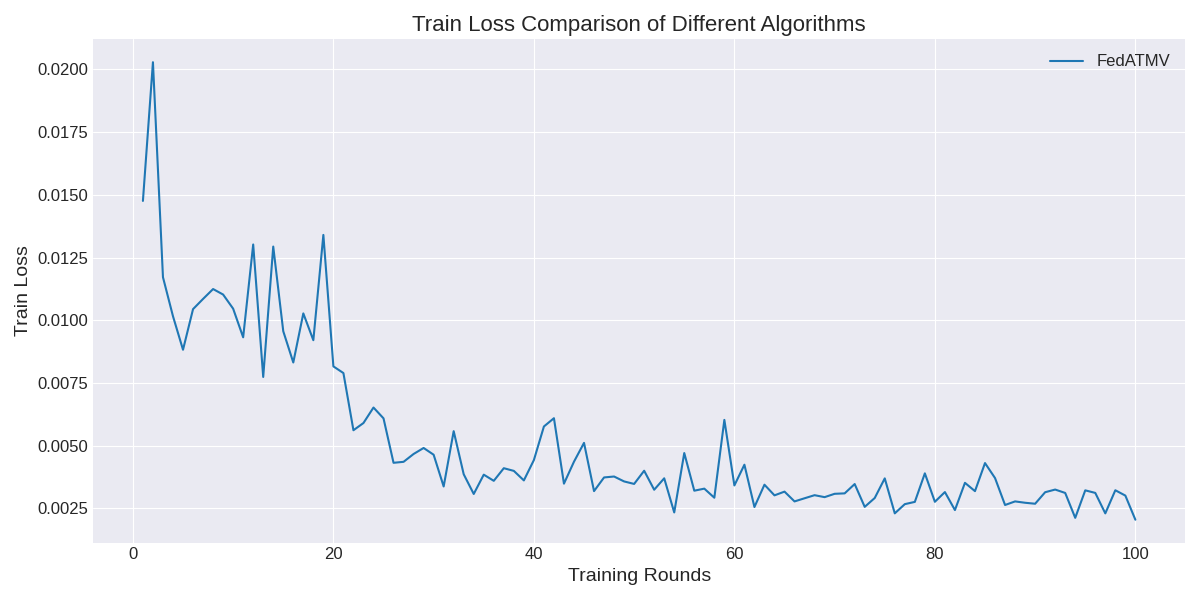 Train Loss Comparison of Different Algorithms
FedATMV
0.0200
0.0175
0.0150
0.0125
0.0100
0.0075
0.0050
0.0025
Train Loss
0 20 40 60 80 100
Training Rounds